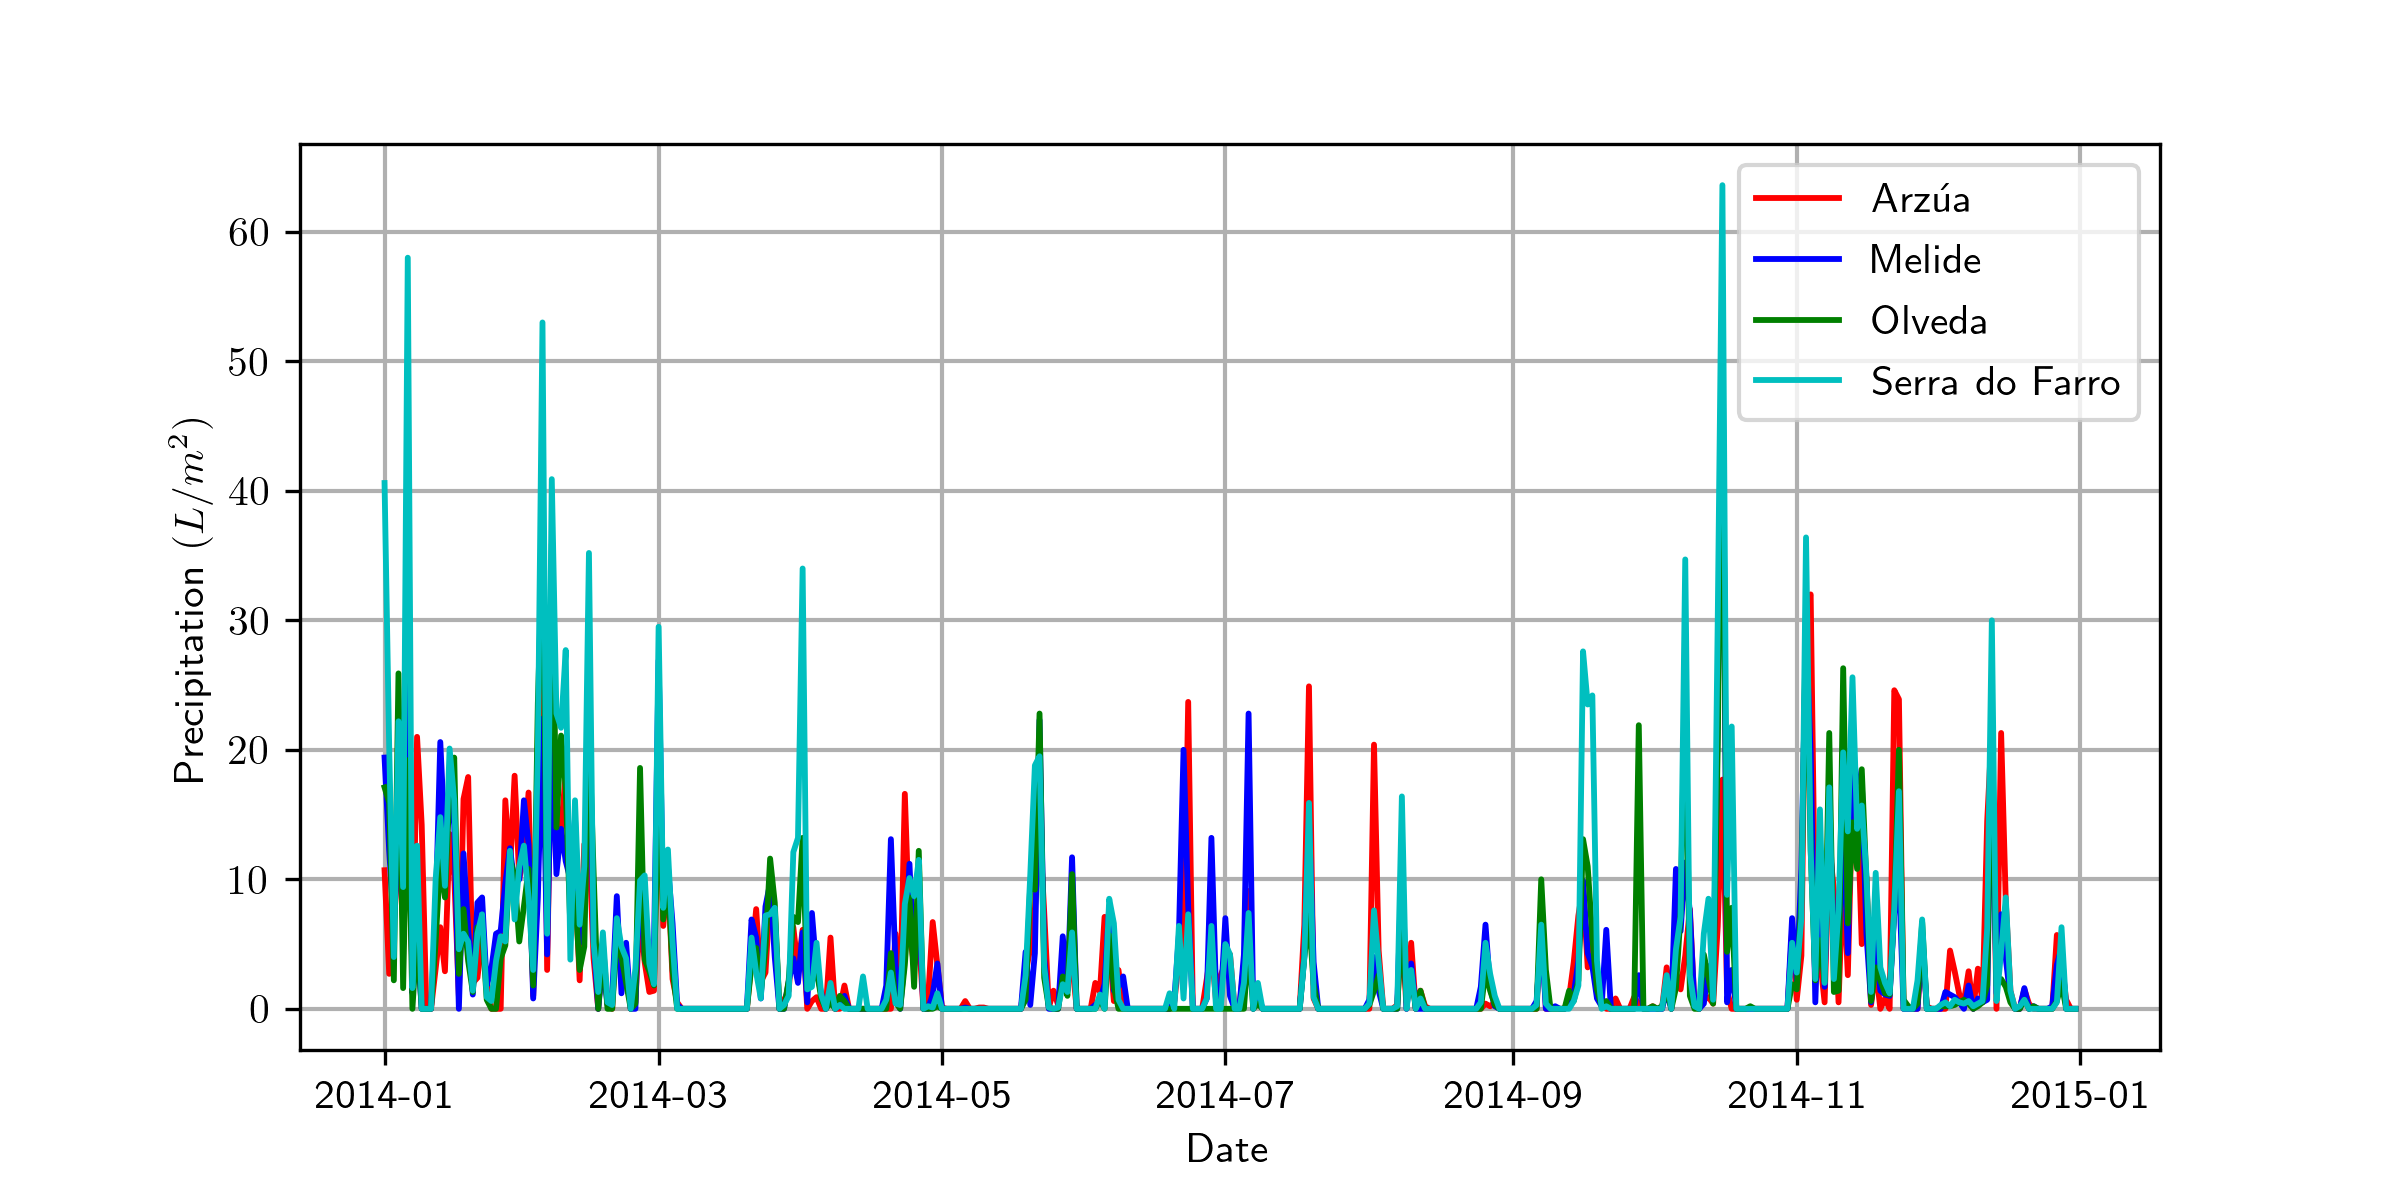 Arzúa
Melide
Olveda
Serra do Farro
60
50
40
30
20
10
0
Precipitation (L/m²)
2014-01 2014-03 2014-05 2014-07 2014-09 2014-11 2015-01
Date